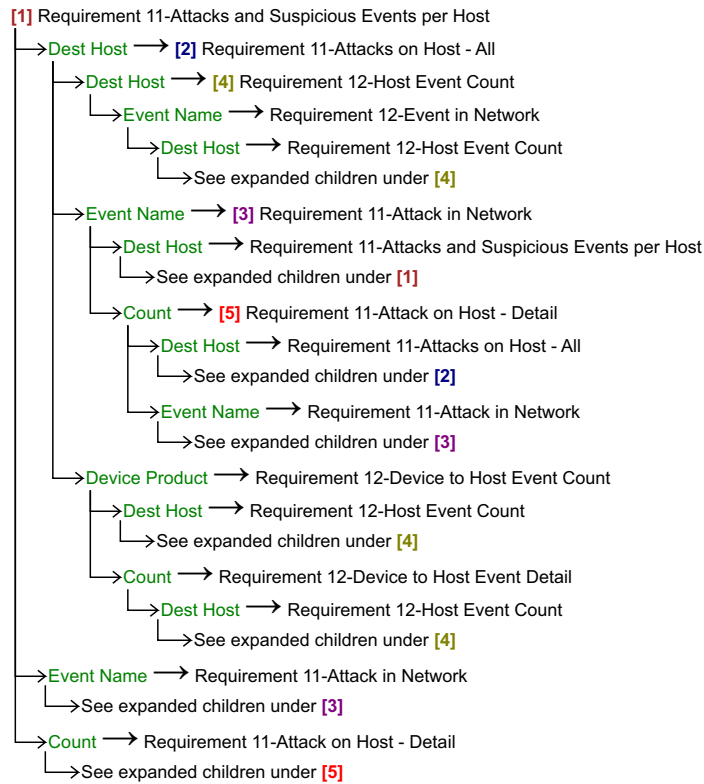 [1] Requirement 11-Attacks and Suspicious Events per Host
Dest Host → [2] Requirement 11-Attacks on Host - All
Dest Host → [4] Requirement 12-Host Event Count
Event Name → Requirement 12-Event in Network
Dest Host → Requirement 12-Host Event Count
See expanded children under [4]
Event Name → [3] Requirement 11-Attack in Network
Dest Host → Requirement 11-Attacks and Suspicious Events per Host
See expanded children under [1]
Count → [5] Requirement 11-Attack on Host - Detail
Dest Host → Requirement 11-Attacks on Host - All
See expanded children under [2]
Event Name → Requirement 11-Attack in Network
See expanded children under [3]
Device Product → Requirement 12-Device to Host Event Count
Dest Host → Requirement 12-Host Event Count
See expanded children under [4]
Count → Requirement 12-Device to Host Event Detail
Dest Host → Requirement 12-Host Event Count
See expanded children under [4]
Event Name → Requirement 11-Attack in Network
See expanded children under [3]
Count → Requirement 11-Attack on Host - Detail
See expanded children under [5]